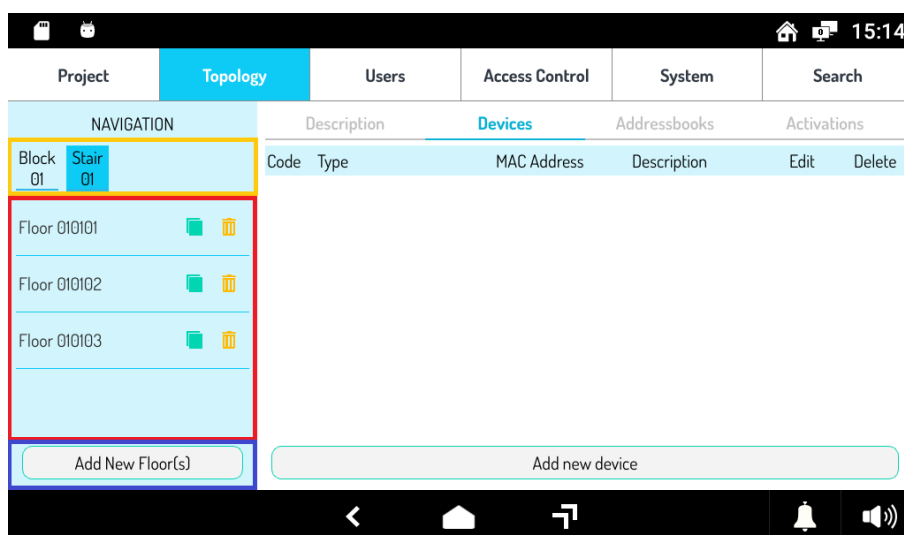 15:14
Project Topology Users Access Control System Search
NAVIGATION
Description Devices Addressbooks Activations
Block 01
Stair 01
Code Type MAC Address Description Edit Delete
Floor 010101
Floor 010102
Floor 010103
Add New Floor(s)
Add new device